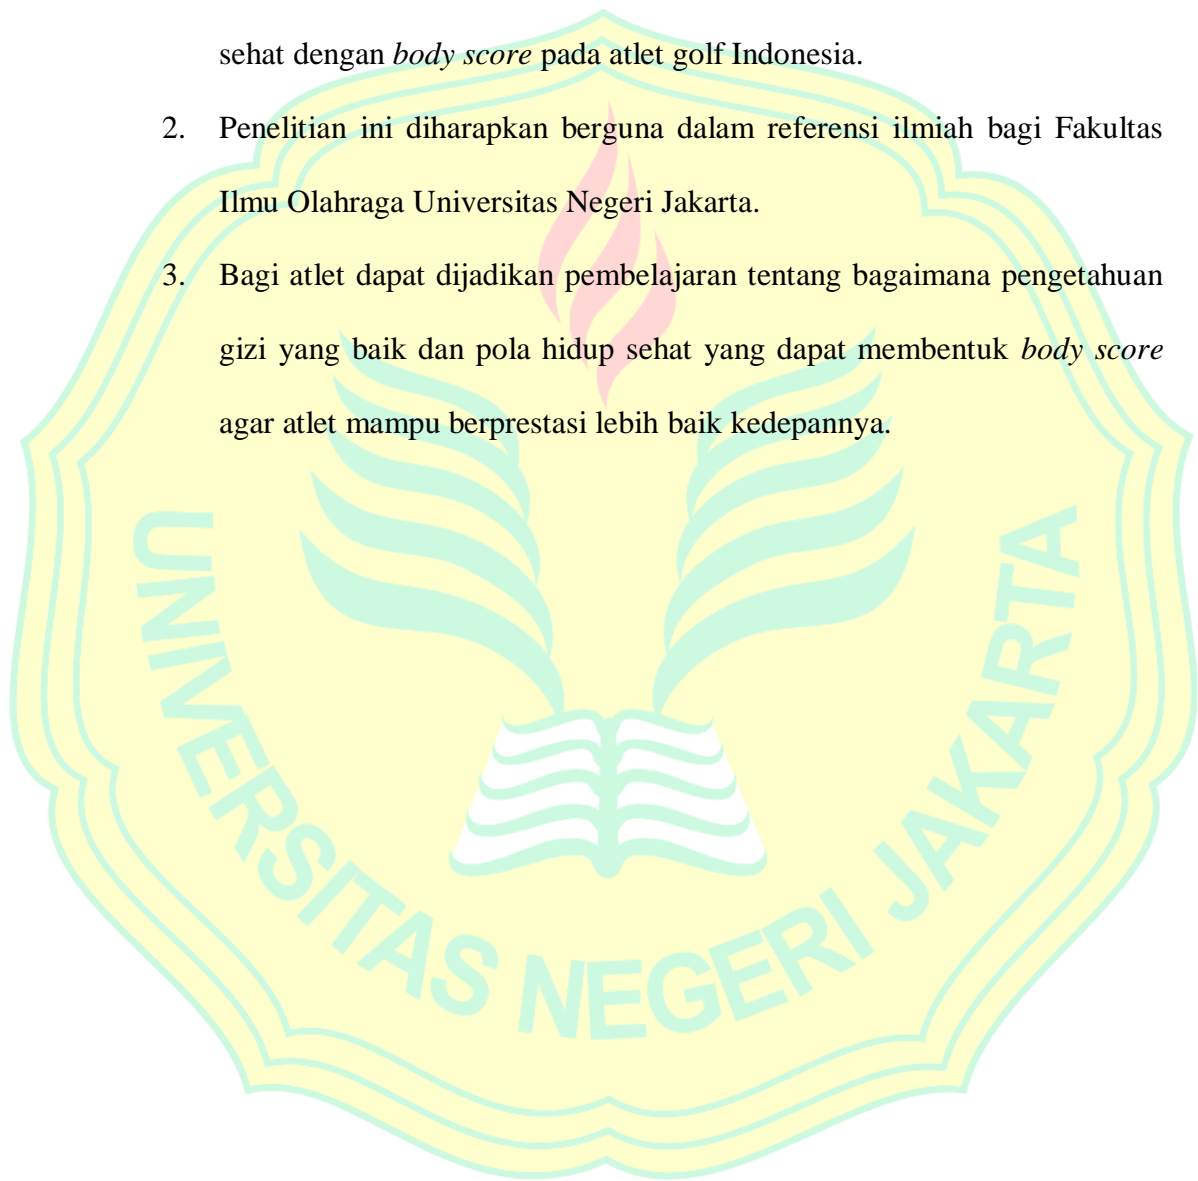 sehat dengan body score pada atlet golf Indonesia.
2. Penelitian ini diharapkan berguna dalam referensi ilmiah bagi Fakultas
Ilmu Olahraga Universitas Negeri Jakarta.
3. Bagi atlet dapat dijadikan pembelajaran tentang bagaimana pengetahuan
gizi yang baik dan pola hidup sehat yang dapat membentuk body score
agar atlet mampu berprestasi lebih baik kedepannya.
UNIVERSITAS NEGERI JAKARTA